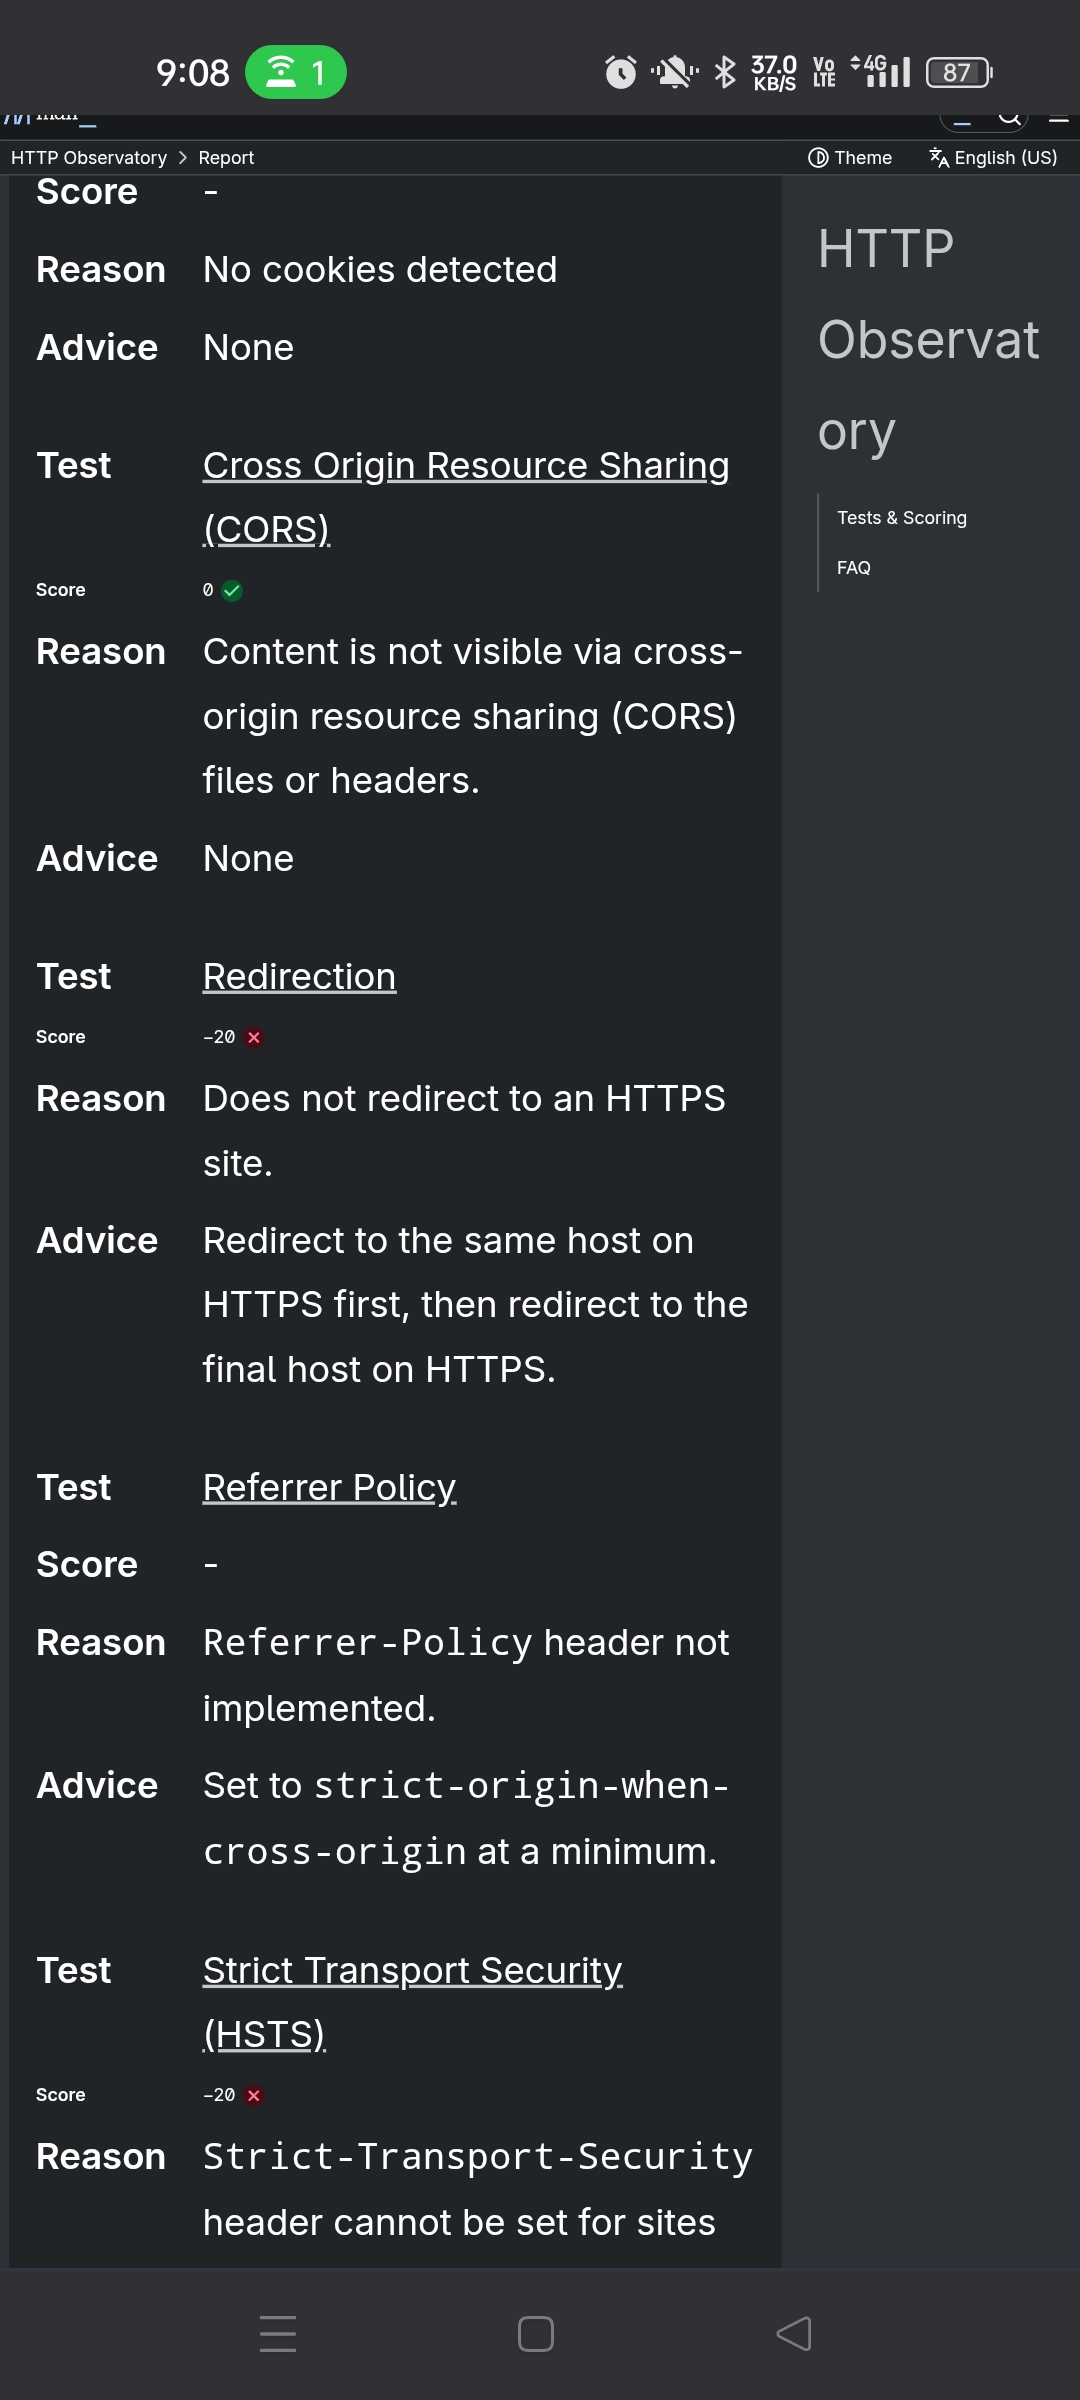 9:08 1 37.0 KB/S Vo LTE 4G 87
HTTP Observatory > Report Theme English (US)
Score -
Reason No cookies detected
Advice None
Test Cross Origin Resource Sharing
(CORS)
Score 0
Reason Content is not visible via cross-
origin resource sharing (CORS)
files or headers.
Advice None
Test Redirection
Score -20
Reason Does not redirect to an HTTPS
site.
Advice Redirect to the same host on
HTTPS first, then redirect to the
final host on HTTPS.
Test Referrer Policy
Score -
Reason Referrer-Policy header not
implemented.
Advice Set to strict-origin-when-
cross-origin at a minimum.
Test Strict Transport Security
(HSTS)
Score -20
Reason Strict-Transport-Security
header cannot be set for sites
HTTP
Observat
ory
Tests & Scoring
FAQ